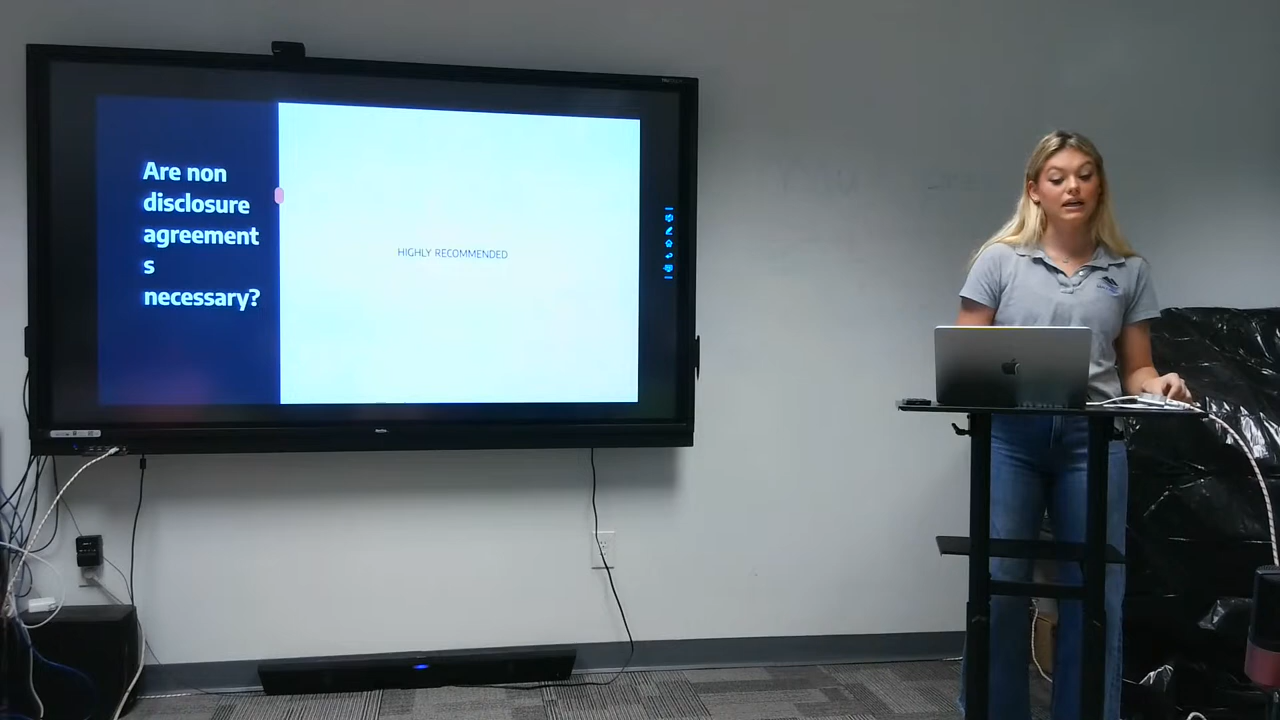 Are non
disclosure
agreement
s
necessary?
HIGHLY RECOMMENDED